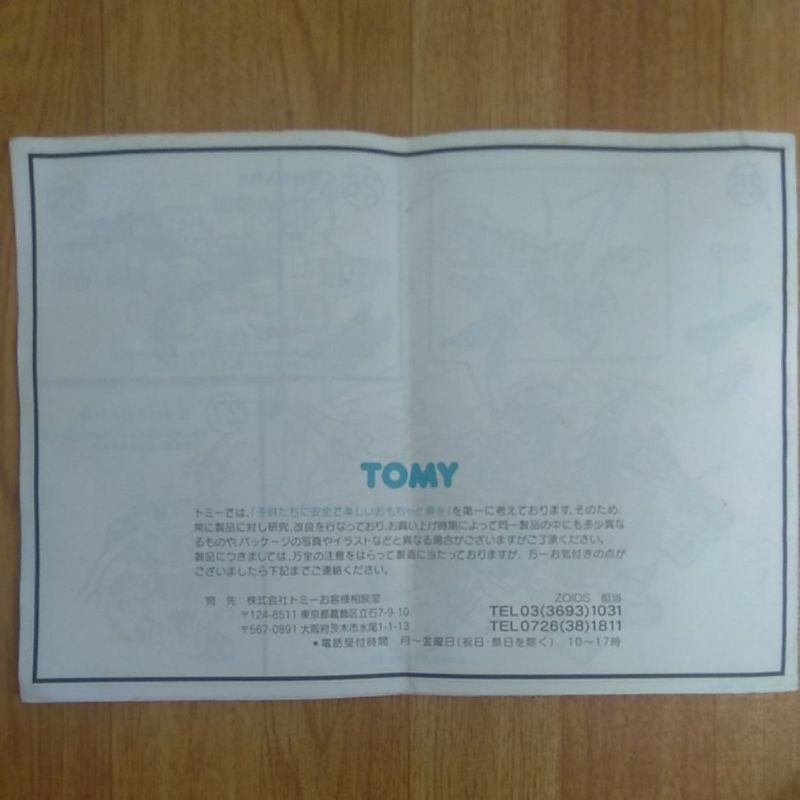 TOMY
トミーでは、「子供たちに安全で楽しいおもちゃと夢を」を第一に考えております。そのため、
常に製品に対し研究、改良を行なっており、お買い上げ時期によって同一製品の中にも多少異な
るものや、パッケージの写真やイラストなどと異なる場合がございますがご了承ください。
製品につきましては、万全の注意をはらって製造に当たっておりますが、万一お気付きの点が
ございましたら下記までご連絡ください。
宛 先：株式会社トミーお客様相談室 ZOIDS 担当
〒124-8511 東京都葛飾区立石7-9-10 TEL03(3693)1031
〒567-0891 大阪府茨木市水尾1-1-13 TEL0726(38)1811
*電話受付時間 月～金曜日(祝日・祭日を除く) 10～17時
26
25
27